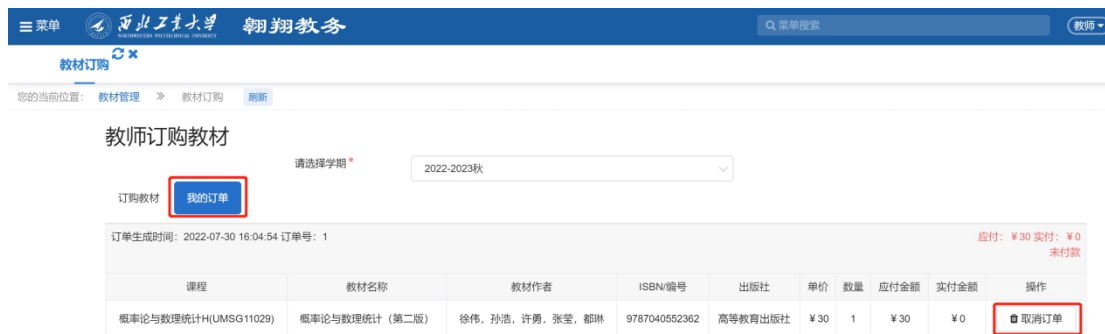 菜单 西北工业大学 NORTHWESTERN POLYTECHNICAL UNIVERSITY 翱翔教务 菜单搜索 教师
教材订购
您的当前位置： 教材管理 » 教材订购 刷新
教师订购教材
请选择学期* 2022-2023秋
订购教材 我的订单
订单生成时间：2022-07-30 16:04:54 订单号：1 应付：¥30 实付：¥0
未付款
课程 教材名称 教材作者 ISBN/编号 出版社 单价 数量 应付金额 实付金额 操作
概率论与数理统计H(UMSG11029) 概率论与数理统计（第二版） 徐伟，孙浩，许勇，张莹，都琳 9787040552362 高等教育出版社 ¥30 1 ¥30 ¥0 取消订单